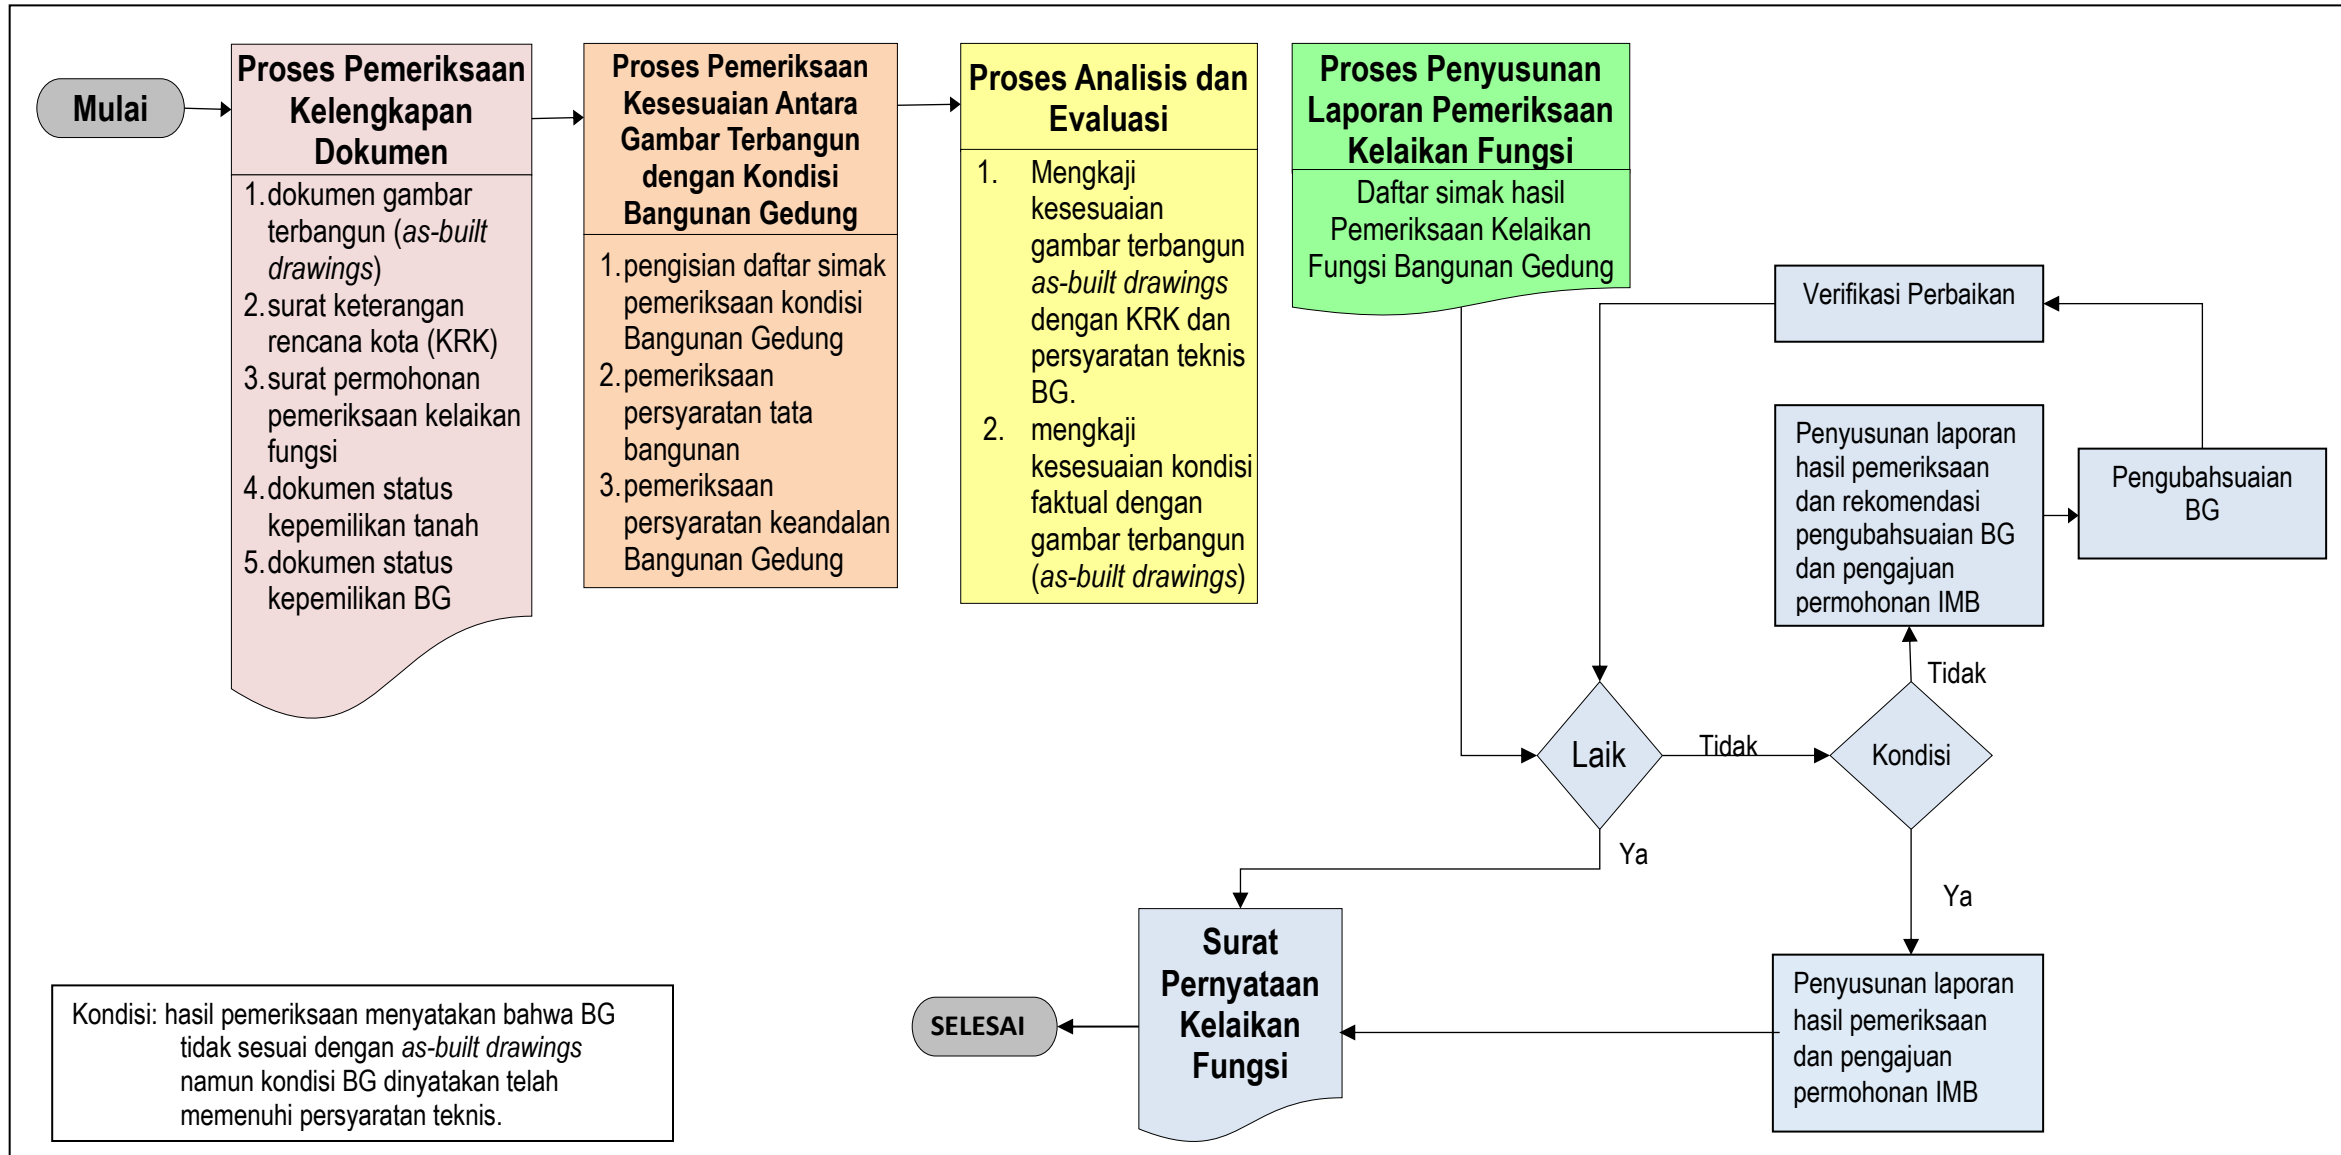 Mulai
Proses Pemeriksaan
Kelengkapan
Dokumen
1. dokumen gambar
terbangun (as-built
drawings)
2. surat keterangan
rencana kota (KRK)
3. surat permohonan
pemeriksaan kelaikan
fungsi
4. dokumen status
kepemilikan tanah
5. dokumen status
kepemilikan BG
Proses Pemeriksaan
Kesesuaian Antara
Gambar Terbangun
dengan Kondisi
Bangunan Gedung
1. pengisian daftar simak
pemeriksaan kondisi
Bangunan Gedung
2. pemeriksaan
persyaratan tata
bangunan
3. pemeriksaan
persyaratan keandalan
Bangunan Gedung
Proses Analisis dan
Evaluasi
1. Mengkaji
kesesuaian
gambar terbangun
as-built drawings
dengan KRK dan
persyaratan teknis
BG.
2. mengkaji
kesesuaian kondisi
faktual dengan
gambar terbangun
(as-built drawings)
Proses Penyusunan
Laporan Pemeriksaan
Kelaikan Fungsi
Daftar simak hasil
Pemeriksaan Kelaikan
Fungsi Bangunan Gedung
Verifikasi Perbaikan
Penyusunan laporan
hasil pemeriksaan
dan rekomendasi
pengubahsuaian BG
dan pengajuan
permohonan IMB
Pengubahsuaian
BG
Tidak
Laik
Tidak
Kondisi
Ya
Ya
Surat
Pernyataan
Kelaikan
Fungsi
SELESAI
Penyusunan laporan
hasil pemeriksaan
dan pengajuan
permohonan IMB
Kondisi: hasil pemeriksaan menyatakan bahwa BG
tidak sesuai dengan as-built drawings
namun kondisi BG dinyatakan telah
memenuhi persyaratan teknis.